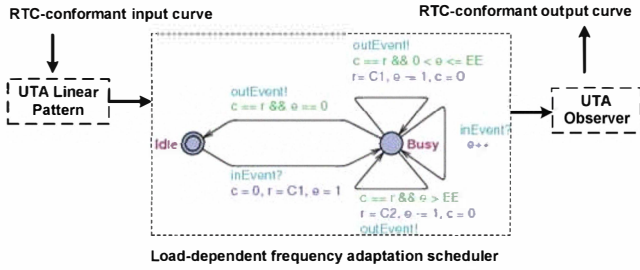 RTC-conformant input curve
RTC-conformant output curve
UTA Linear
Pattern
outEvent!
c == r && 0 < e <= EE
r = C1, e -= 1, c = 0
outEvent!
c == r && e == 0
Idle
Busy
inEvent?
e++
inEvent?
c = 0, r = C1, e = 1
c == r && e > EE
r = C2, e -= 1, c = 0
outEvent!
UTA
Observer
Load-dependent frequency adaptation scheduler